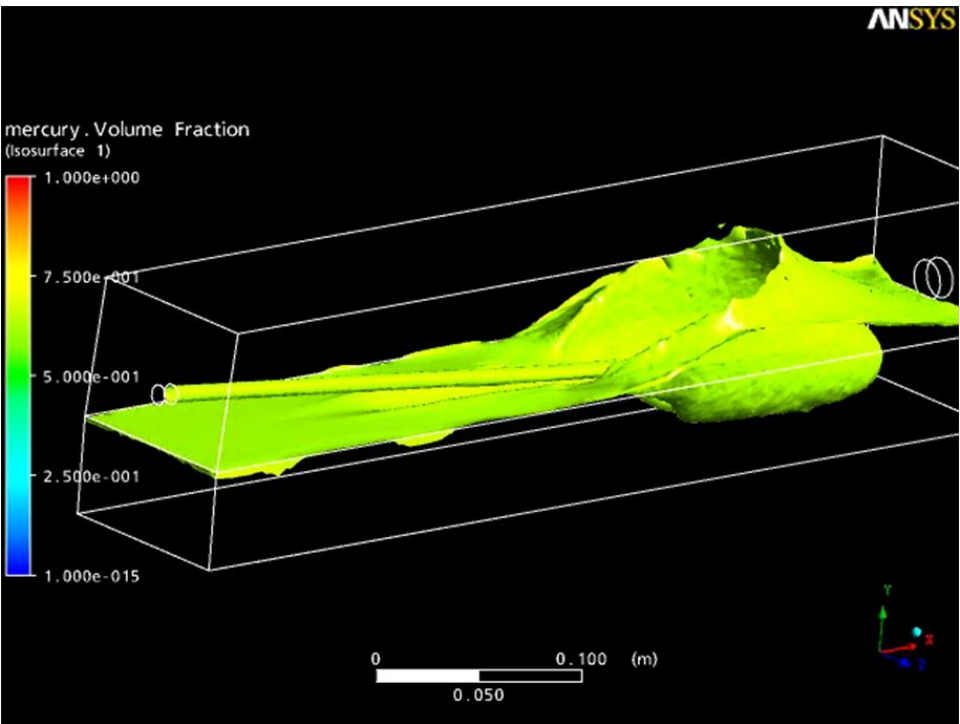 ANSYS
mercury.Volume Fraction
(Isosurface 1)
1.000e+000
7.500e-001
5.000e-001
2.500e-001
1.000e-015
Y
X
Z
0 0.100 (m)
0.050